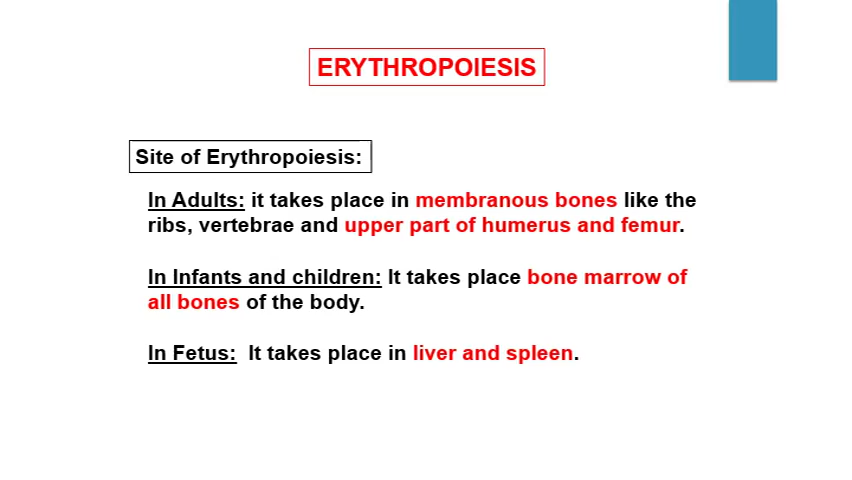 ERYTHROPOIESIS
Site of Erythropoiesis:
In Adults: it takes place in membranous bones like the
ribs, vertebrae and upper part of humerus and femur.
In Infants and children: It takes place bone marrow of
all bones of the body.
In Fetus: It takes place in liver and spleen.